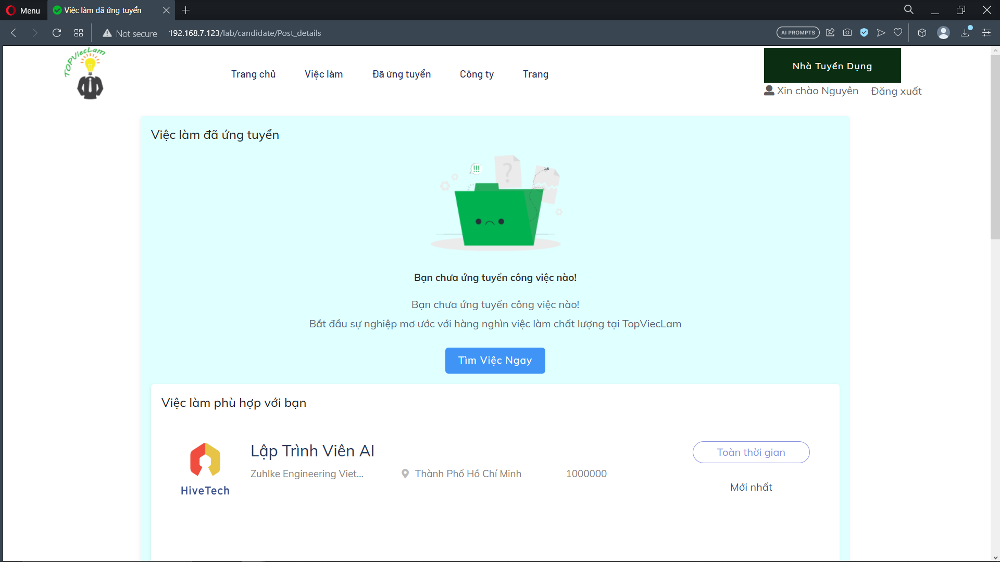 Menu
Việc làm đã ứng tuyển
Not secure
192.168.7.123/lab/candidate/Post_details
AI PROMPTS
TOPViecLam
Trang chủ
Việc làm
Đã ứng tuyển
Công ty
Trang
Nhà Tuyển Dụng
Xin chào Nguyên
Đăng xuất
Việc làm đã ứng tuyển
!!!
?
Bạn chưa ứng tuyển công việc nào!
Bạn chưa ứng tuyển công việc nào!
Bắt đầu sự nghiệp mơ ước với hàng nghìn việc làm chất lượng tại TopViecLam
Tìm Việc Ngay
Việc làm phù hợp với bạn
HiveTech
Lập Trình Viên AI
Zuhlke Engineering Viet...
Thành Phố Hồ Chí Minh
1000000
Toàn thời gian
Mới nhất